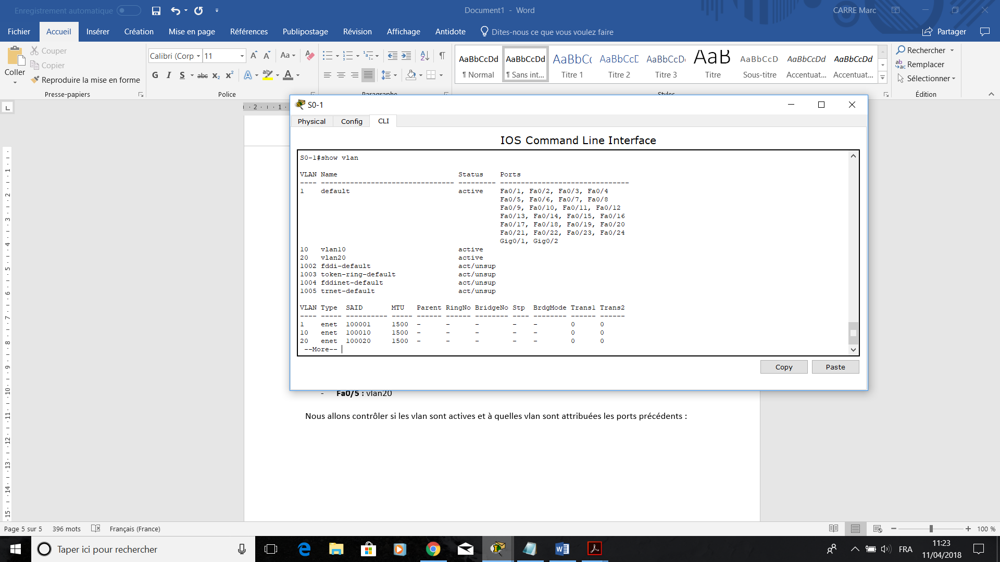 Enregistrement automatique
Document1 - Word
CARRE Marc
Fichier Accueil Insérer Création Mise en page Références Publipostage Révision Affichage Antidote Dites-nous ce que vous voulez faire Partager
Coller
Couper
Copier
Reproduire la mise en forme
Presse-papiers
Calibri (Corp 11
G I S abc x₂ x²
Police
Paragraphe
AaBbCcDd AaBbCcDd AaBbC( AaBbCcC AaBbCcD( AaB AaBbCcD AaBbCcDd AaBbCcDd
¶ Normal ¶ Sans int... Titre 1 Titre 2 Titre 3 Titre Sous-titre Accentuat... Accentuat...
Styles
Rechercher
Remplacer
Sélectionner
Édition
S0-1
Physical Config CLI
IOS Command Line Interface
S0-1#show vlan
VLAN Name Status Ports
---- -------------------------------- --------- -------------------------------
1 default active Fa0/1, Fa0/2, Fa0/3, Fa0/4
Fa0/5, Fa0/6, Fa0/7, Fa0/8
Fa0/9, Fa0/10, Fa0/11, Fa0/12
Fa0/13, Fa0/14, Fa0/15, Fa0/16
Fa0/17, Fa0/18, Fa0/19, Fa0/20
Fa0/21, Fa0/22, Fa0/23, Fa0/24
Gig0/1, Gig0/2
10 vlan10 active
20 vlan20 active
1002 fddi-default act/unsup
1003 token-ring-default act/unsup
1004 fddinet-default act/unsup
1005 trnet-default act/unsup
VLAN Type SAID MTU Parent RingNo BridgeNo Stp BrdgMode Trans1 Trans2
---- ----- ---------- ----- ------ ------ -------- ---- -------- ------ ------
1 enet 100001 1500 - - - - - 0 0
10 enet 100010 1500 - - - - - 0 0
20 enet 100020 1500 - - - - - 0 0
--More--
Copy Paste
- Fa0/5 : vlan20
Nous allons contrôler si les vlan sont actives et à quelles vlan sont attribuées les ports précédents :
Page 5 sur 5 396 mots Français (France) 100 %
Taper ici pour rechercher
FRA
11:23
11/04/2018